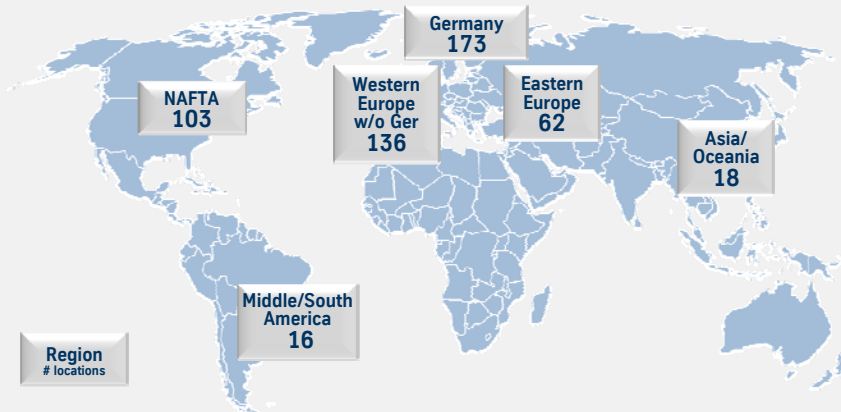 Germany
173
NAFTA
103
Western
Europe
w/o Ger
136
Eastern
Europe
62
Asia/
Oceania
18
Middle/South
America
16
Region
# locations